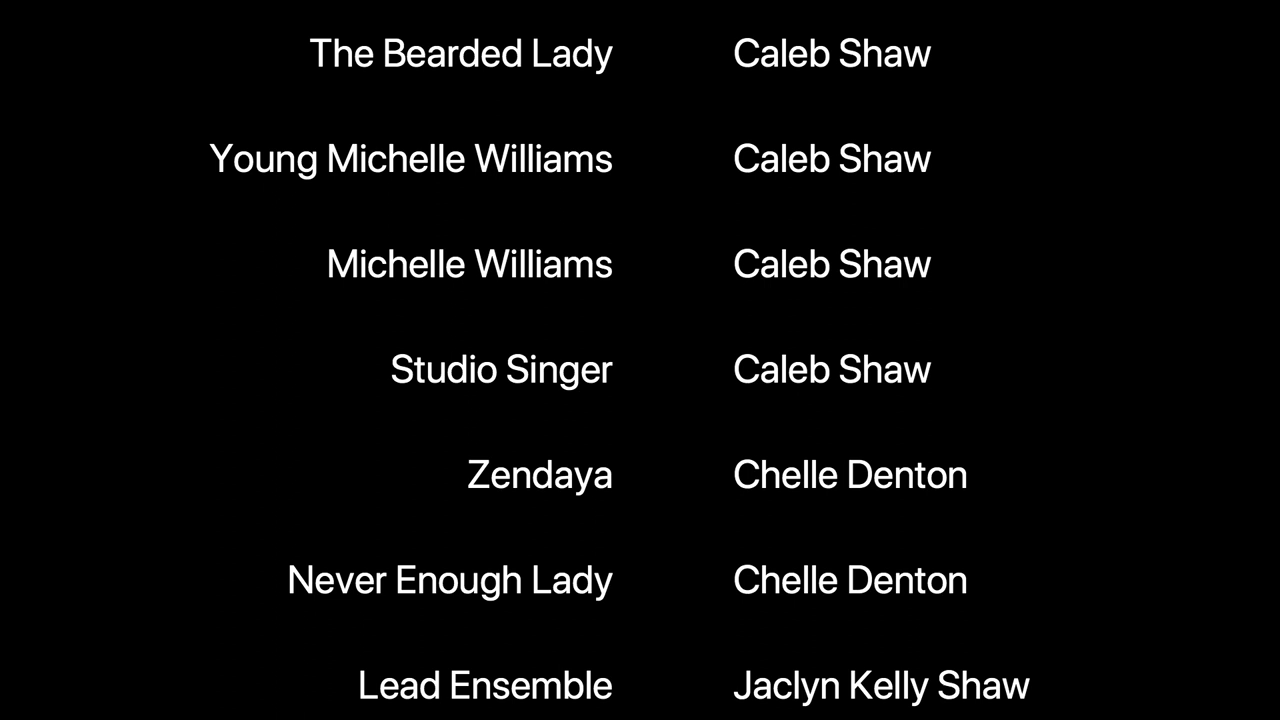 The Bearded Lady Caleb Shaw
Young Michelle Williams Caleb Shaw
Michelle Williams Caleb Shaw
Studio Singer Caleb Shaw
Zendaya Chelle Denton
Never Enough Lady Chelle Denton
Lead Ensemble Jaclyn Kelly Shaw